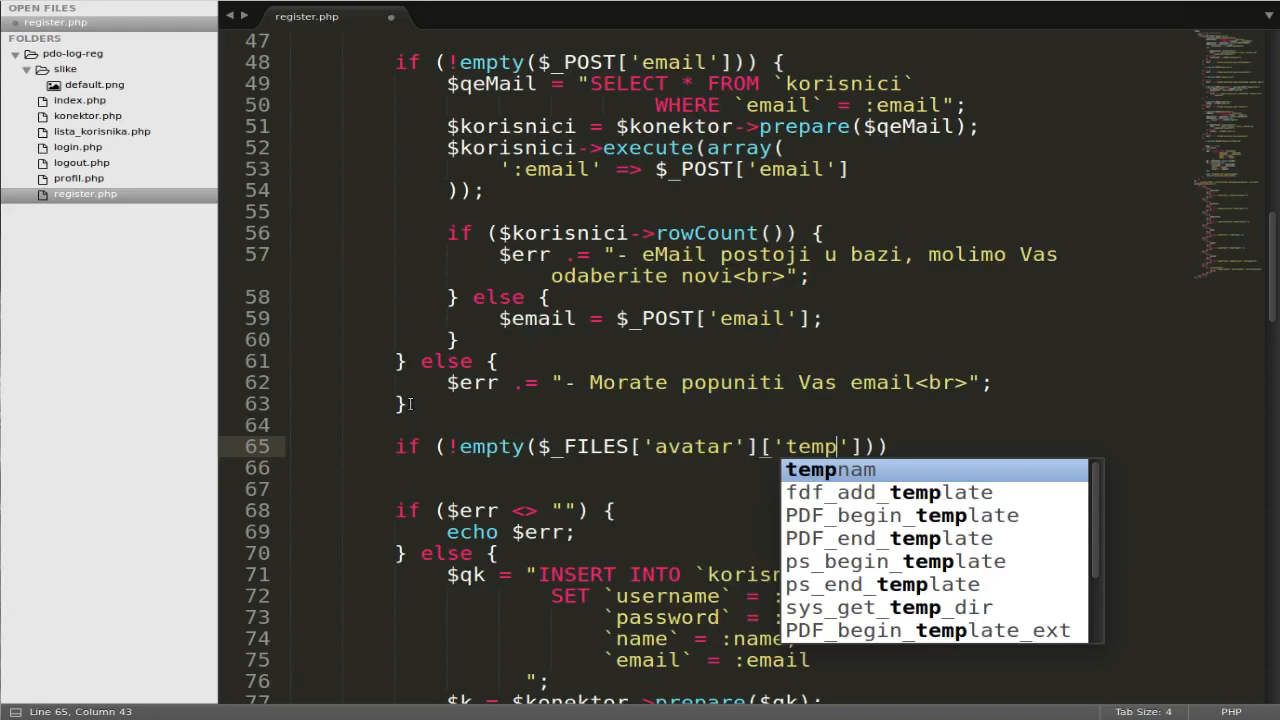 OPEN FILES
register.php
FOLDERS
pdo-log-reg
slike
default.png
index.php
konektor.php
lista_korisnika.php
login.php
logout.php
profil.php
register.php
register.php
47
48 if (!empty($_POST['email'])) {
49 $qeMail = "SELECT * FROM `korisnici`
50 WHERE `email` = :email";
51 $korisnici = $konektor->prepare($qeMail);
52 $korisnici->execute(array(
53 ':email' => $_POST['email']
54 ));
55
56 if ($korisnici->rowCount()) {
57 $err .= "- eMail postoji u bazi, molimo Vas
odaberite novi<br>";
58 } else {
59 $email = $_POST['email'];
60 }
61 } else {
62 $err .= "- Morate popuniti Vas email<br>";
63 }
64
65 if (!empty($_FILES['avatar']['temp']))
66
67
68 if ($err <> "") {
69 echo $err;
70 } else {
71 $qk = "INSERT INTO `koris
72 SET `username` = :
73 `password` = :
74 `name` = :name,
75 `email` = :email
76 ";
77 $k = $konektor->prepare($qk);
tempnam
fdf_add_template
PDF_begin_template
PDF_end_template
ps_begin_template
ps_end_template
sys_get_temp_dir
PDF_begin_template_ext
Line 65, Column 43
Tab Size: 4
PHP